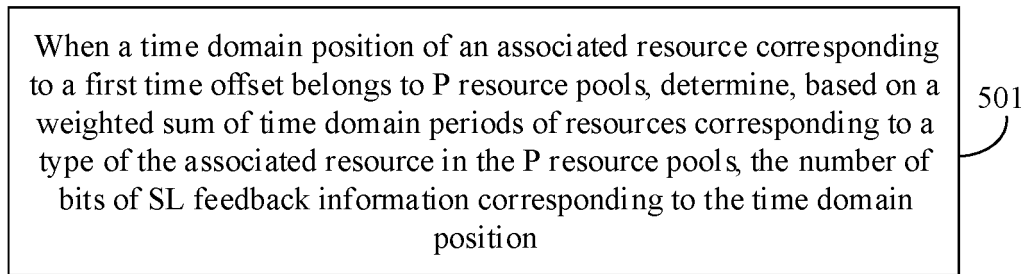 When a time domain position of an associated resource corresponding
to a first time offset belongs to P resource pools, determine, based on a
weighted sum of time domain periods of resources corresponding to a
type of the associated resource in the P resource pools, the number of
bits of SL feedback information corresponding to the time domain
position
501